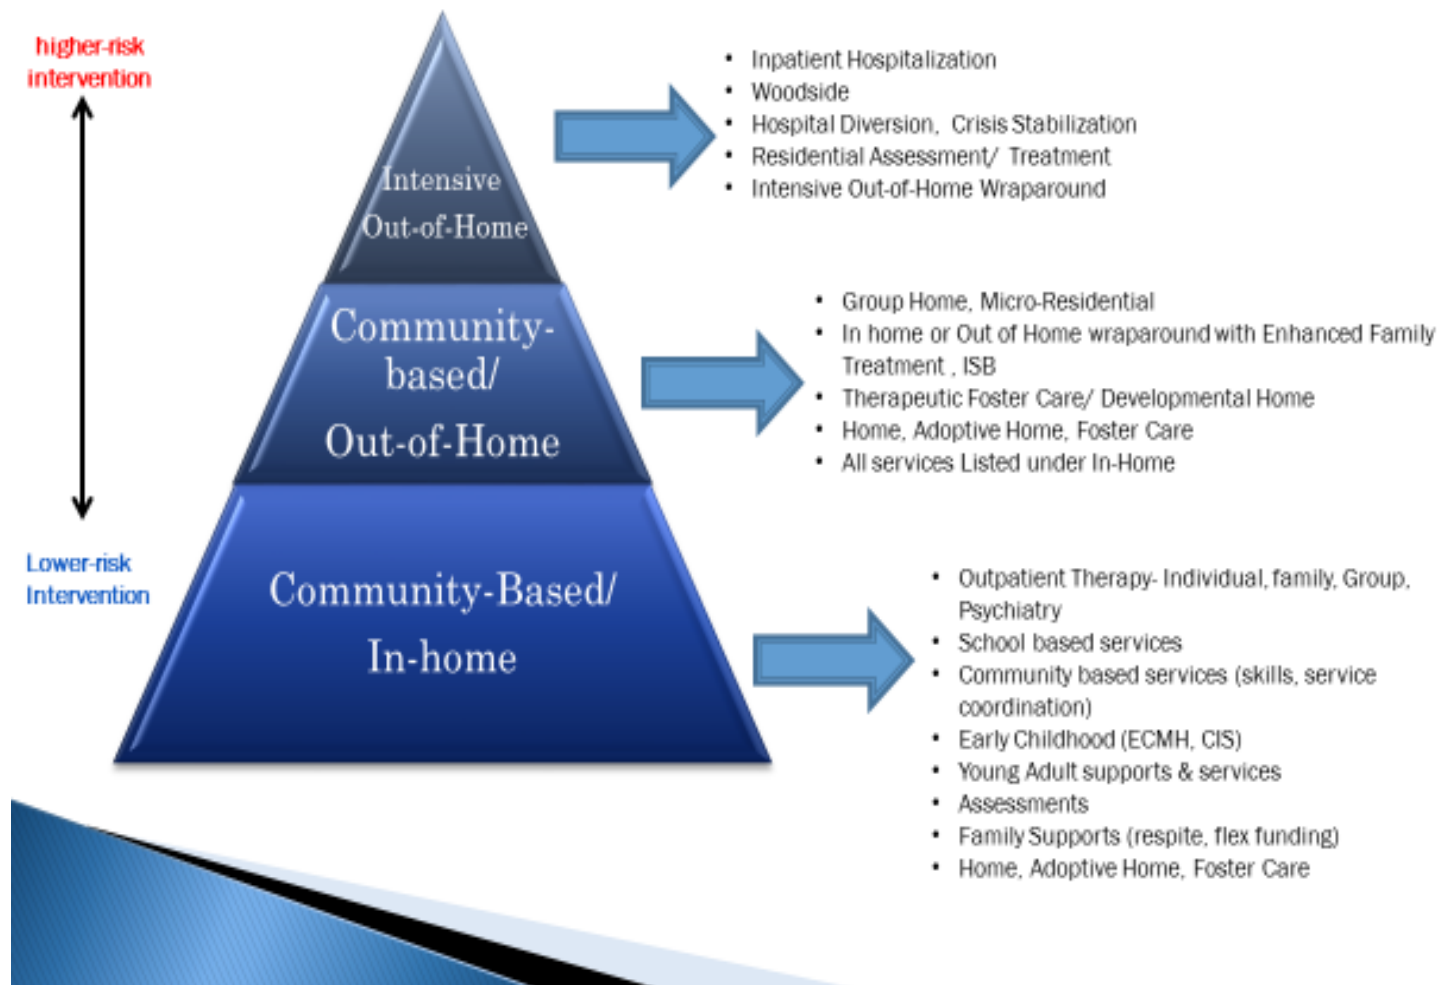 higher-risk
intervention
Lower-risk
Intervention
Intensive
Out-of-Home
Community-
based/
Out-of-Home
Community-Based/
In-home
• Inpatient Hospitalization
• Woodside
• Hospital Diversion, Crisis Stabilization
• Residential Assessment/ Treatment
• Intensive Out-of-Home Wraparound
• Group Home, Micro-Residential
• In home or Out of Home wraparound with Enhanced Family
Treatment , ISB
• Therapeutic Foster Care/ Developmental Home
• Home, Adoptive Home, Foster Care
• All services Listed under In-Home
• Outpatient Therapy- Individual, family, Group,
Psychiatry
• School based services
• Community based services (skills, service
coordination)
• Early Childhood (ECMH, CIS)
• Young Adult supports & services
• Assessments
• Family Supports (respite, flex funding)
• Home, Adoptive Home, Foster Care